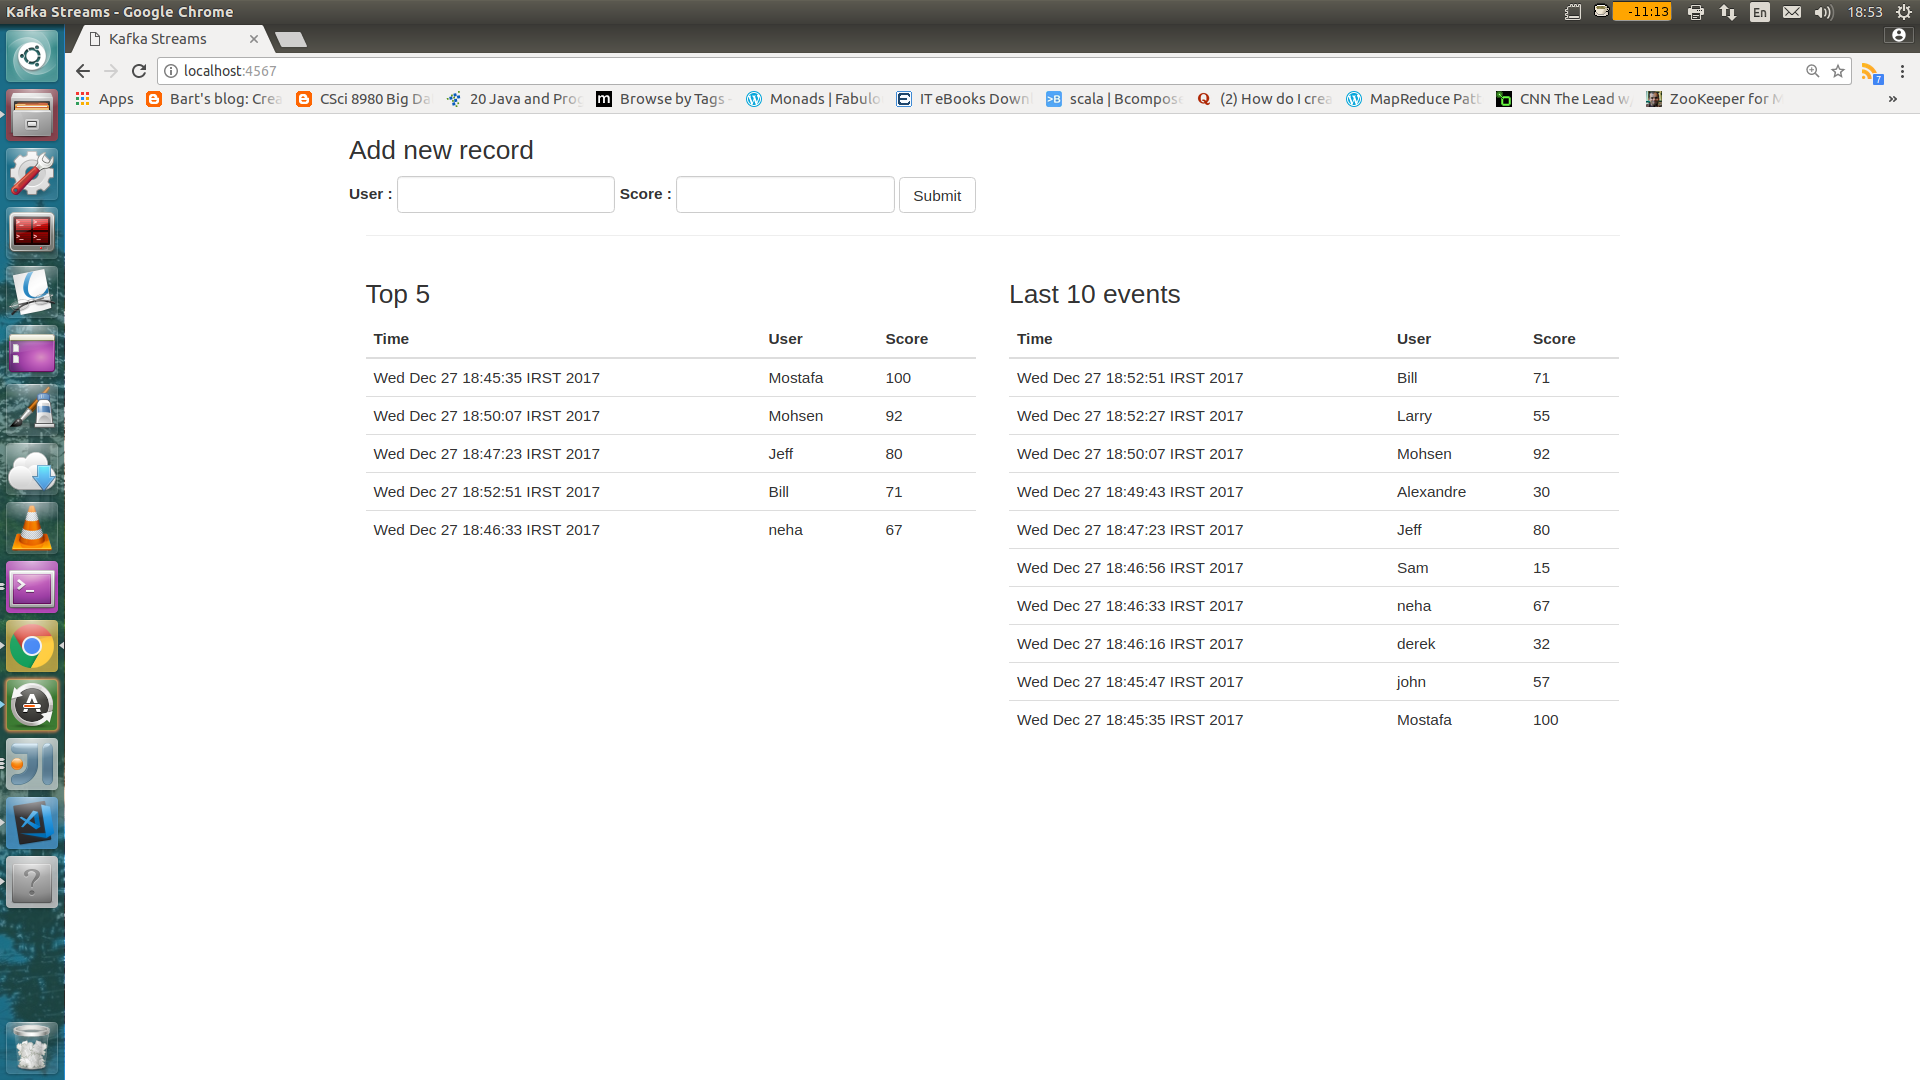 Kafka Streams - Google Chrome
-11:13
En
18:53
Kafka Streams
localhost:4567
7
Apps
Bart's blog: Crea
CSci 8980 Big Da
20 Java and Prog
m
Browse by Tags -
Monads | Fabulo
E
IT eBooks Down
>B
scala | Bcompose
Q
(2) How do I crea
MapReduce Patt
CNN The Lead w
ZooKeeper for M
»
Add new record
User :
Score :
Submit
Top 5
Time User Score
Wed Dec 27 18:45:35 IRST 2017 Mostafa 100
Wed Dec 27 18:50:07 IRST 2017 Mohsen 92
Wed Dec 27 18:47:23 IRST 2017 Jeff 80
Wed Dec 27 18:52:51 IRST 2017 Bill 71
Wed Dec 27 18:46:33 IRST 2017 neha 67
Last 10 events
Time User Score
Wed Dec 27 18:52:51 IRST 2017 Bill 71
Wed Dec 27 18:52:27 IRST 2017 Larry 55
Wed Dec 27 18:50:07 IRST 2017 Mohsen 92
Wed Dec 27 18:49:43 IRST 2017 Alexandre 30
Wed Dec 27 18:47:23 IRST 2017 Jeff 80
Wed Dec 27 18:46:56 IRST 2017 Sam 15
Wed Dec 27 18:46:33 IRST 2017 neha 67
Wed Dec 27 18:46:16 IRST 2017 derek 32
Wed Dec 27 18:45:47 IRST 2017 john 57
Wed Dec 27 18:45:35 IRST 2017 Mostafa 100